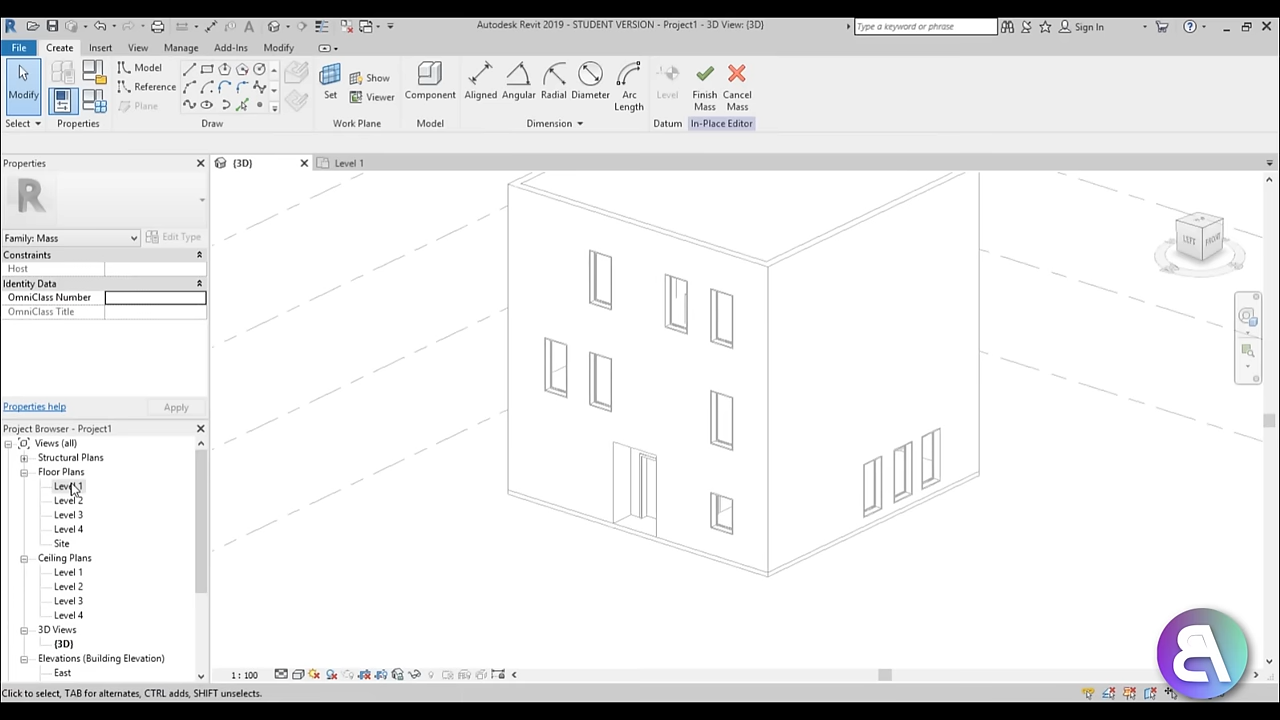 Autodesk Revit 2019 - STUDENT VERSION - Project1 - 3D View: {3D}
Type a keyword or phrase
Sign In
File Create Insert View Manage Add-Ins Modify
Modify
Model
Reference
Plane
Set
Show
Viewer
Component
Aligned Angular Radial Diameter Arc Length
Level
Finish Mass
Cancel Mass
Select Properties Draw Work Plane Model Dimension Datum In-Place Editor
Properties
{3D}
Level 1
R
Family: Mass
Edit Type
Constraints
Host
Identity Data
OmniClass Number
OmniClass Title
LEFT FRONT
Properties help
Apply
Project Browser - Project1
Views (all)
Structural Plans
Floor Plans
Level 1
Level 2
Level 3
Level 4
Site
Ceiling Plans
Level 1
Level 2
Level 3
Level 4
3D Views
{3D}
Elevations (Building Elevation)
East
1 : 100
Click to select, TAB for alternates, CTRL adds, SHIFT unselects.